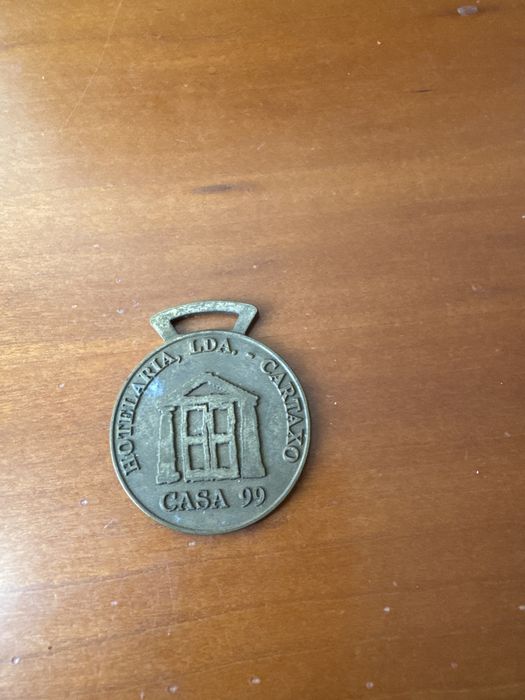 HOTELARIA, LDA. - CARTAXO
CASA 99